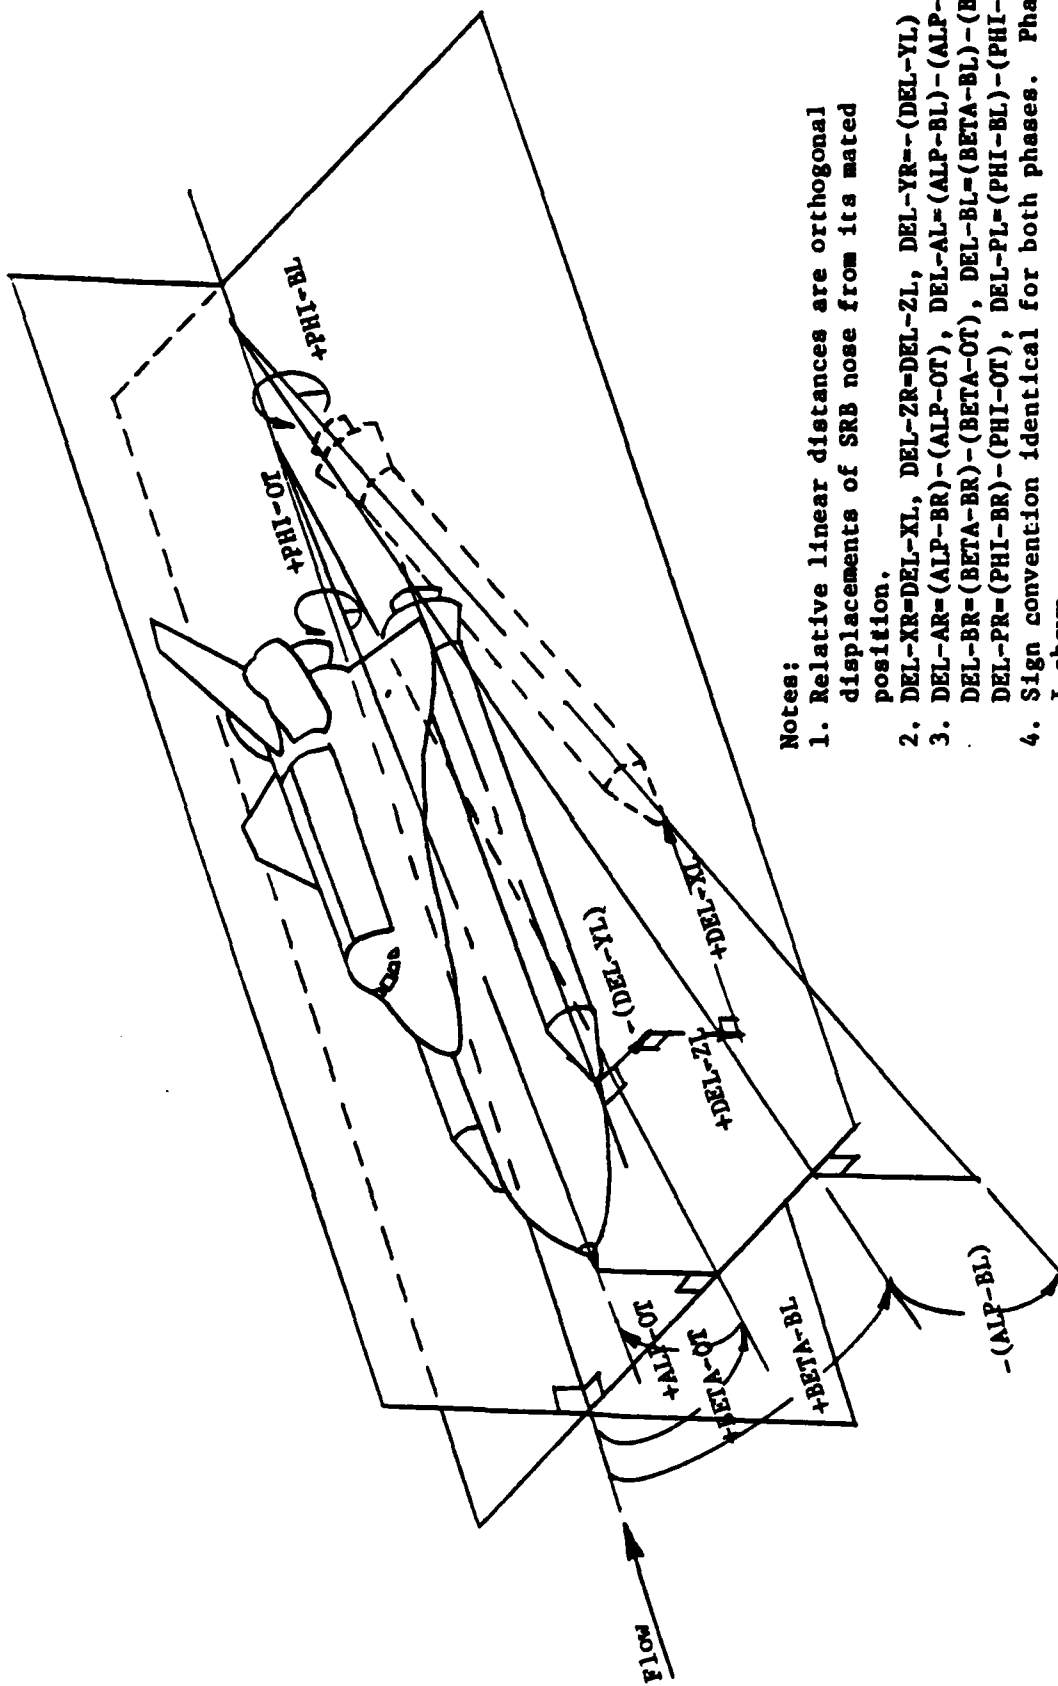 +PHI-BL
+PHI-OT
-(DEL-YL)
+DEL-XL
+DEL-ZL
+ALP-OT
+BETA-OT
+BETA-BL
-(ALP-BL)
Flow
Notes:
1. Relative linear distances are orthogonal
displacements of SRB nose from its mated
position.
2. DEL-XR=DEL-XL, DEL-ZR=DEL-ZL, DEL-YR=-(DEL-YL)
3. DEL-AR=(ALP-BR)-(ALP-OT), DEL-AL=(ALP-BL)-(ALP-
DEL-BR=(BETA-BR)-(BETA-OT), DEL-BL=(BETA-BL)-(B
DEL-PR=(PHI-BR)-(PHI-OT), DEL-PL=(PHI-BL)-(PHI-
4. Sign convention identical for both phases. Pha